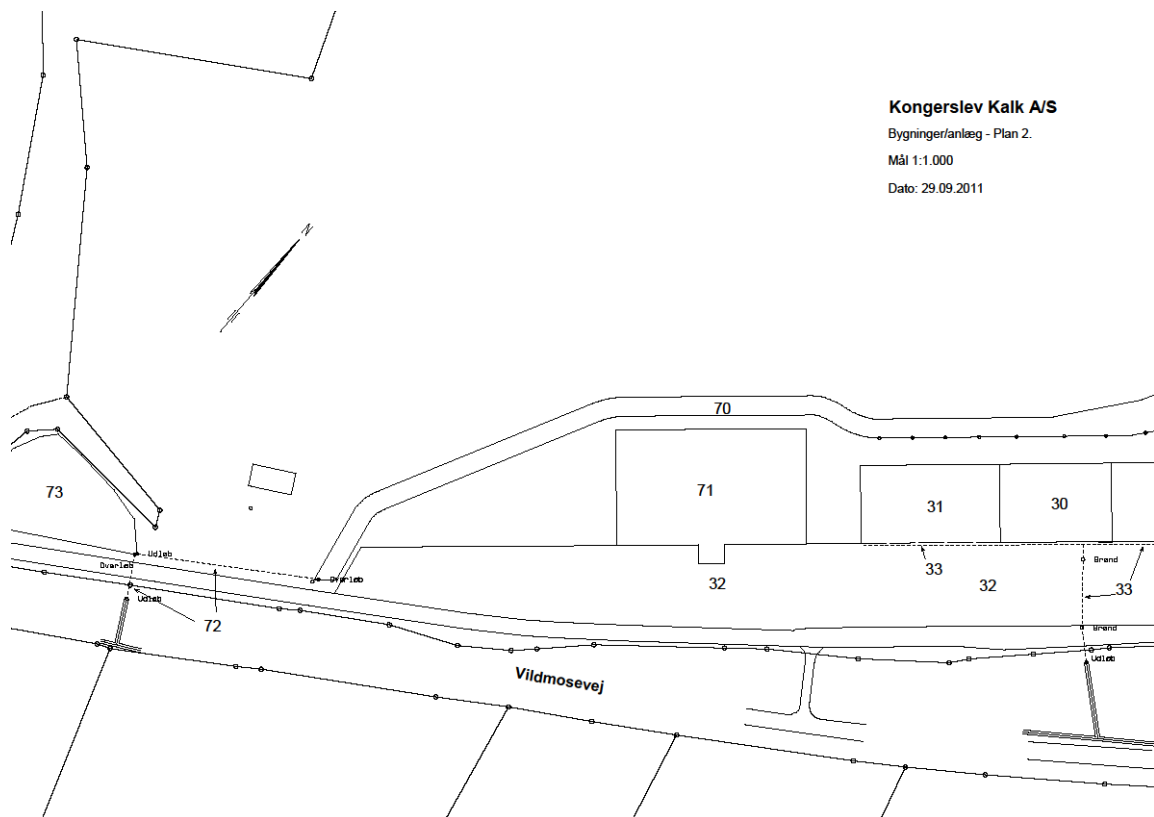 Kongerslev Kalk A/S
Bygninger/anlæg - Plan 2.
Mål 1:1.000
Dato: 29.09.2011
N
70
71
31
30
73
Udløb
Overløb
Overløb
Brønd
33
32
32
33
Udløb
72
Brønd
Udløb
Vildmosevej